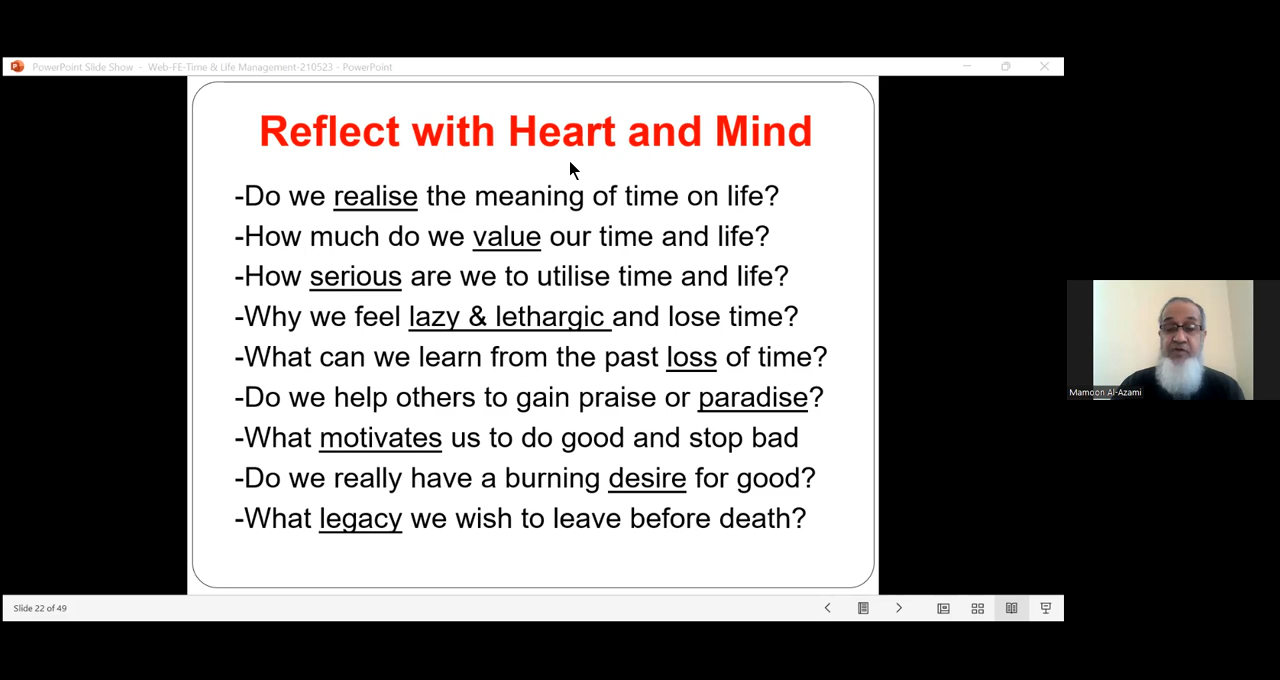 PowerPoint Slide Show - Web-FE-Time & Life Management-210523 - PowerPoint
Reflect with Heart and Mind
-Do we realise the meaning of time on life?
-How much do we value our time and life?
-How serious are we to utilise time and life?
-Why we feel lazy & lethargic and lose time?
-What can we learn from the past loss of time?
-Do we help others to gain praise or paradise?
-What motivates us to do good and stop bad
-Do we really have a burning desire for good?
-What legacy we wish to leave before death?
Mamoon Al-Azami
Slide 22 of 49